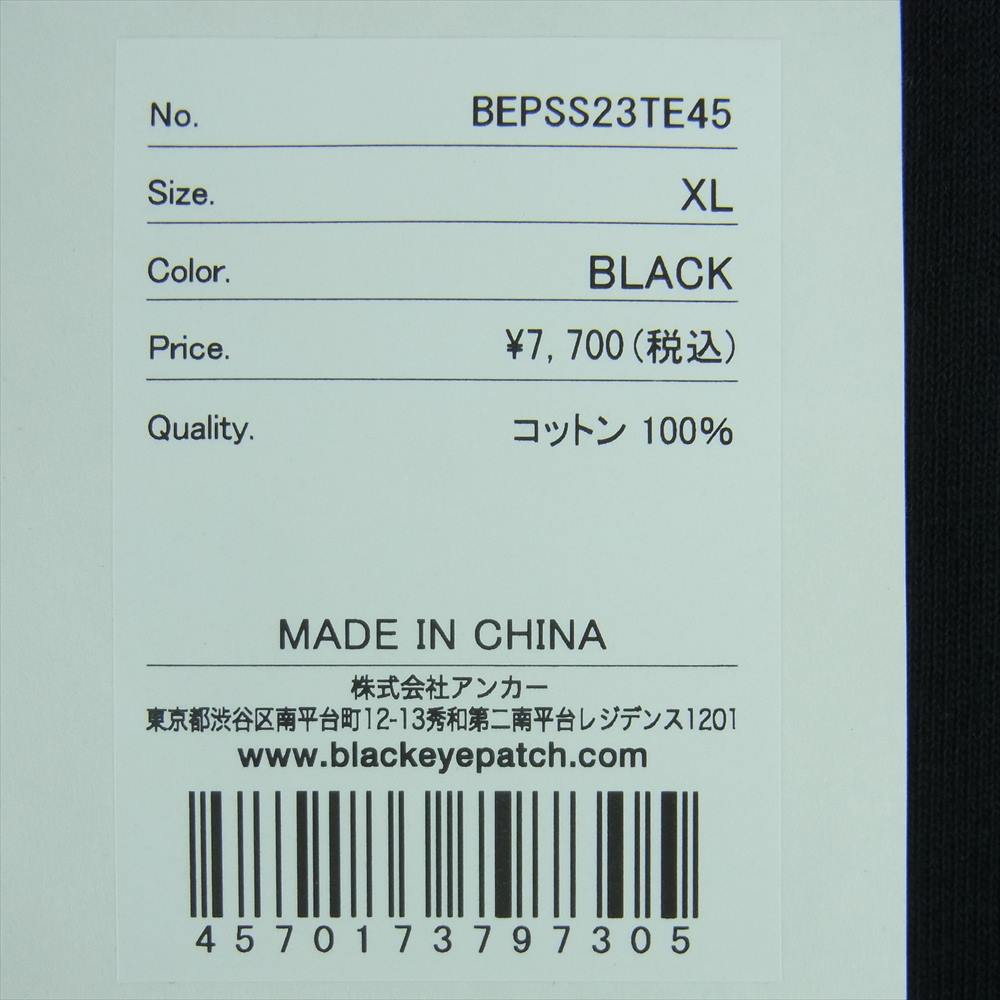 No. BEPSS23TE45
Size. XL
Color. BLACK
Price. ¥7,700(税込)
Quality. コットン 100%
MADE IN CHINA
株式会社アンカー
東京都渋谷区南平台町12-13秀和第二南平台レジデンス1201
www.blackeyepatch.com
4570173797305